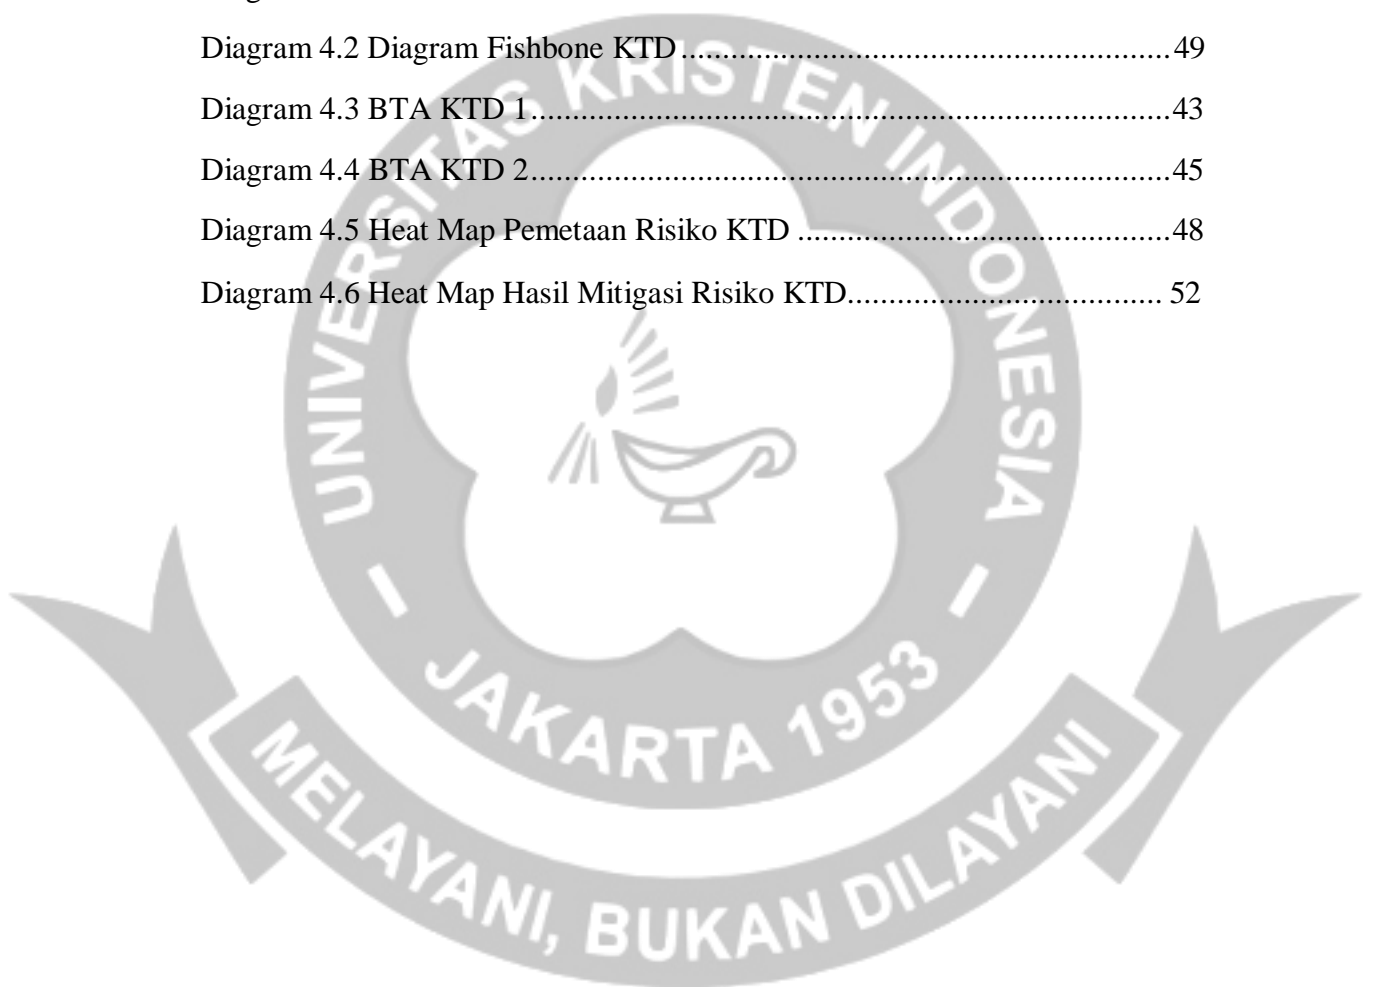 Diagram 4.2 Diagram Fishbone KTD............................................................49
Diagram 4.3 BTA KTD 1...............................................................................43
Diagram 4.4 BTA KTD 2...............................................................................45
Diagram 4.5 Heat Map Pemetaan Risiko KTD ..............................................48
Diagram 4.6 Heat Map Hasil Mitigasi Risiko KTD....................................... 52
UNIVERSITAS KRISTEN INDONESIA
JAKARTA 1953
MELAYANI, BUKAN DILAYANI